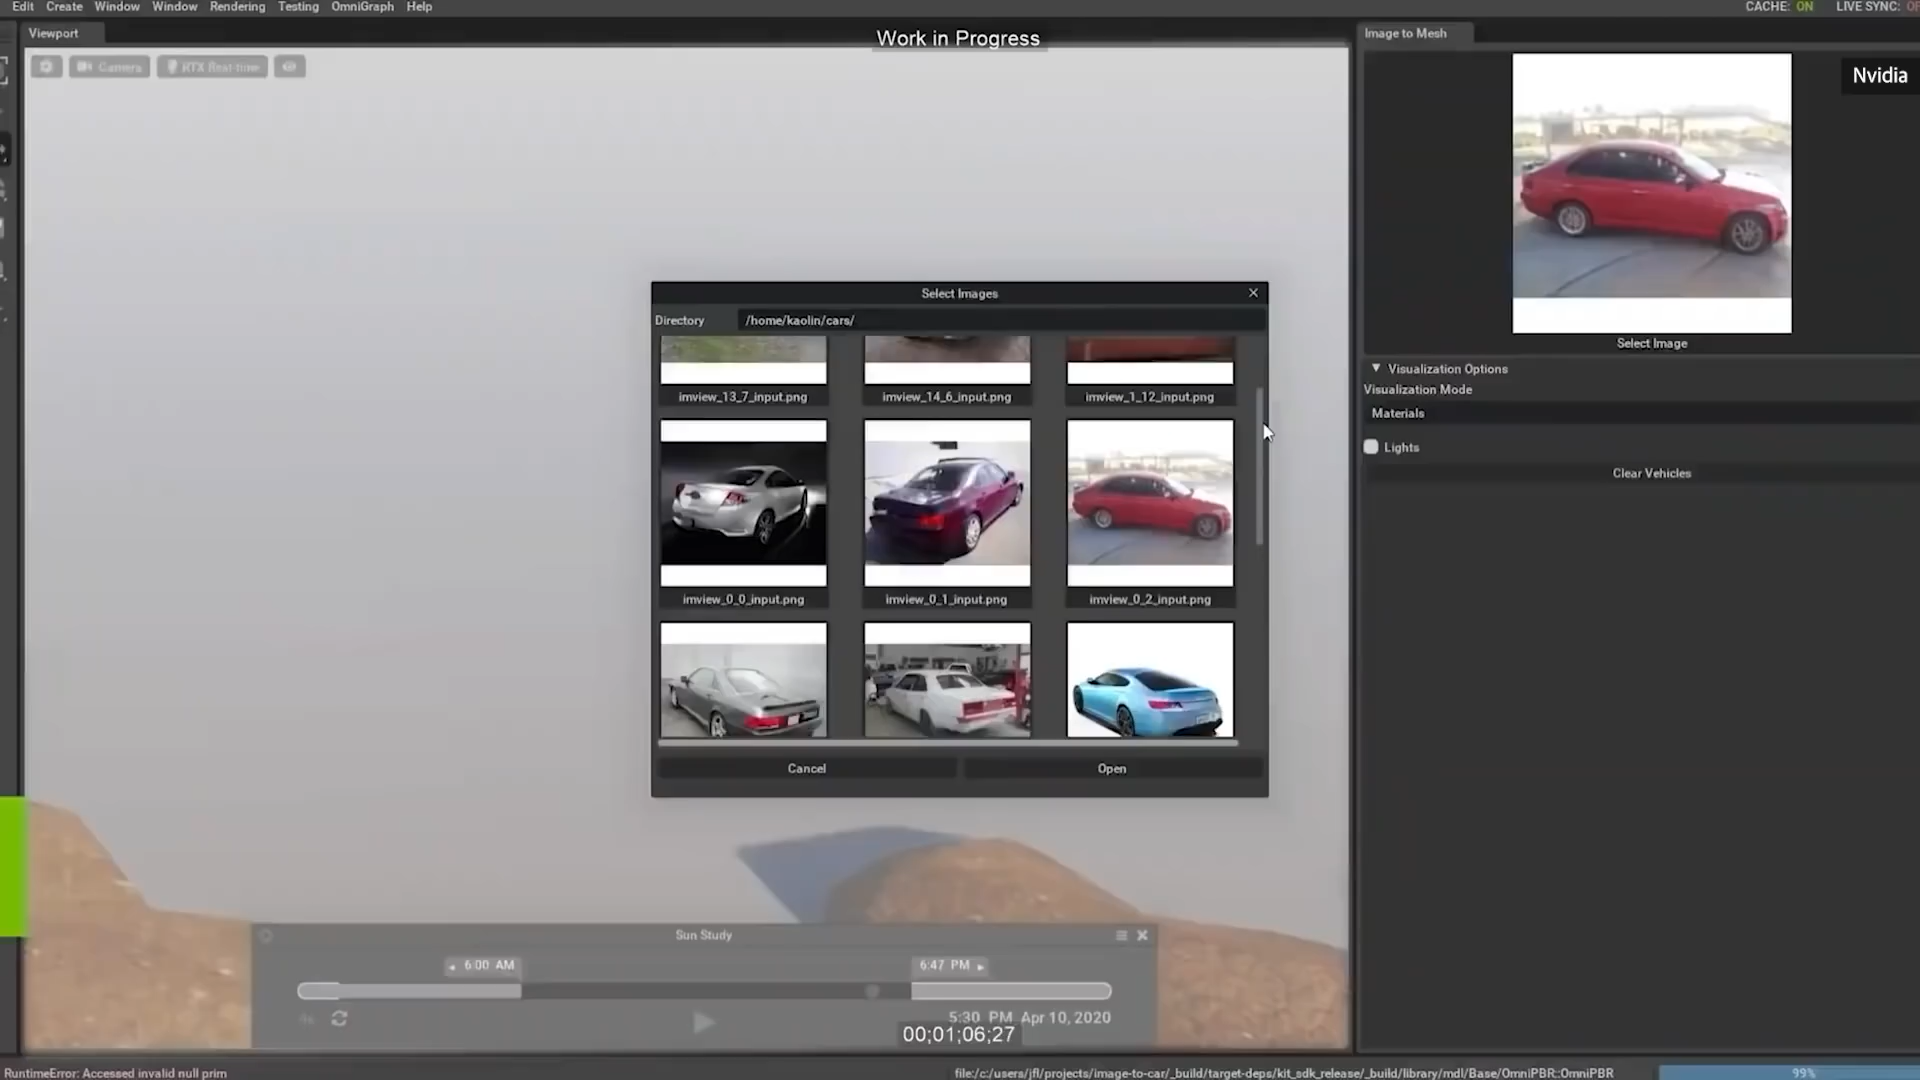 Edit Create Window Window Rendering Testing OmniGraph Help
CACHE: ON LIVE SYNC:
Viewport
Work in Progress
Image to Mesh
Camera RTX Real-time
Nvidia
Select Images
Directory /home/kaolin/cars/
Select Image
Visualization Options
Visualization Mode
imview_13_7_input.png imview_14_6_input.png imview_1_12_input.png
Materials
Lights
Clear Vehicles
imview_0_0_input.png imview_0_1_input.png imview_0_2_input.png
Cancel Open
Sun Study
6:00 AM 6:47 PM
5:30 PM Apr 10, 2020
00;01;06;27
RuntimeError: Accessed invalid null prim
file:/c:/users/jfl/projects/image-to-car/_build/target-deps/kit_sdk_release/_build/library/mdl/Base/OmniPBR::OmniPBR 99%